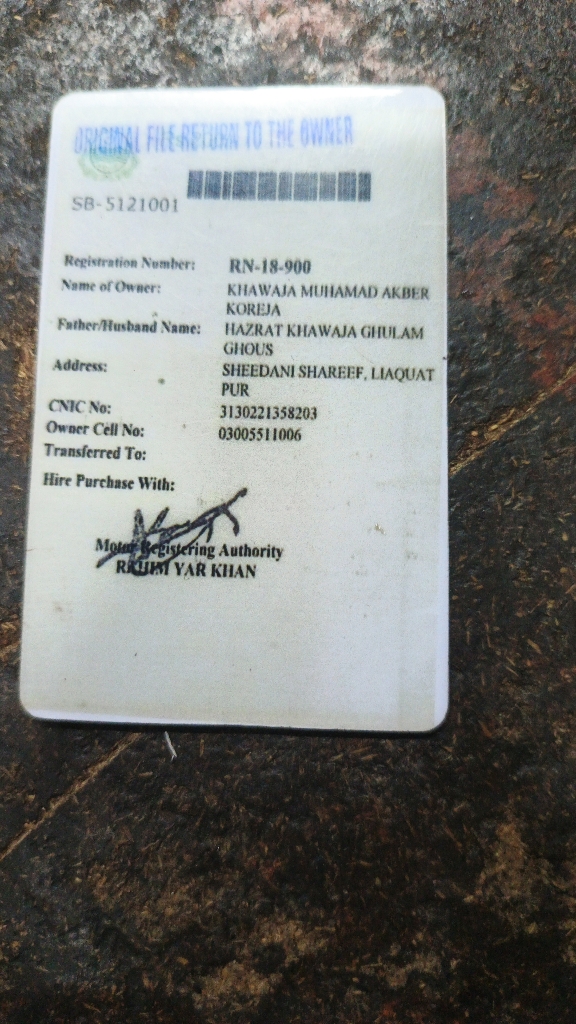 ORIGINAL FILE RETURN TO THE OWNER
SB-5121001
Registration Number: RN-18-900
Name of Owner: KHAWAJA MUHAMAD AKBER
KOREJA
Father/Husband Name: HAZRAT KHAWAJA GHULAM
GHOUS
Address: SHEEDANI SHAREEF, LIAQUAT
PUR
CNIC No: 3130221358203
Owner Cell No: 03005511006
Transferred To:
Hire Purchase With:
Motor Registering Authority
RAHIM YAR KHAN